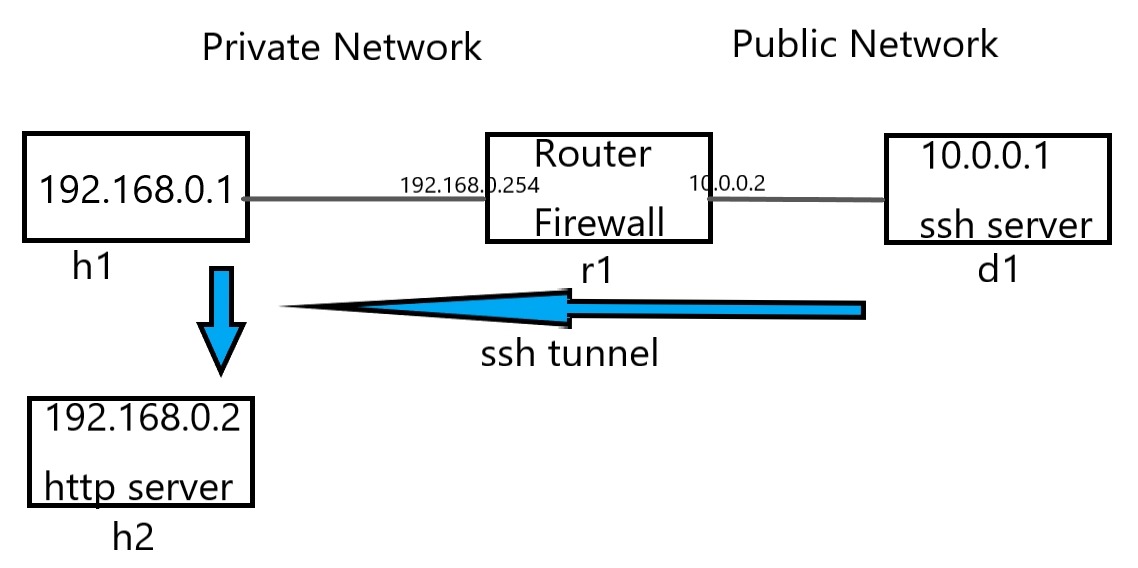 Private Network
Public Network
192.168.0.1
h1
192.168.0.254
Router
Firewall
r1
10.0.0.2
10.0.0.1
ssh server
d1
ssh tunnel
192.168.0.2
http server
h2